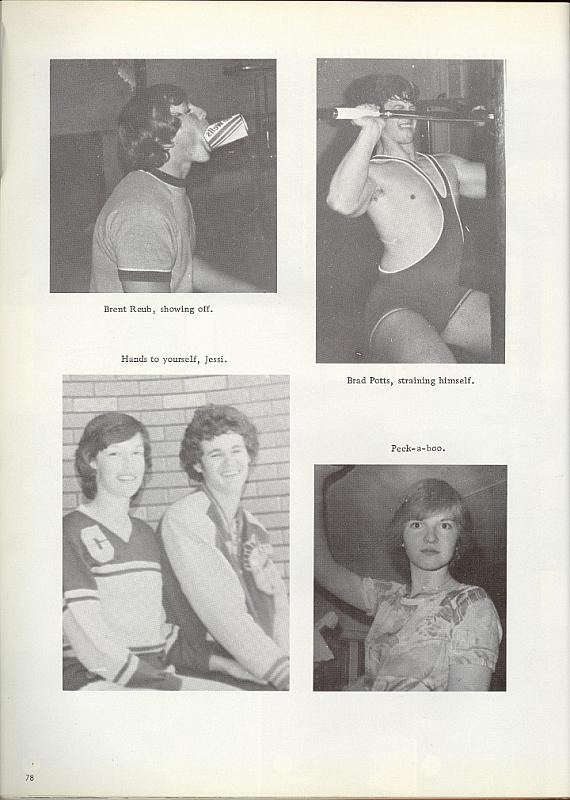 Brent Reub, showing off.
Brad Potts, straining himself.
Hands to yourself, Jessi.
Peek-a-boo.
C
78